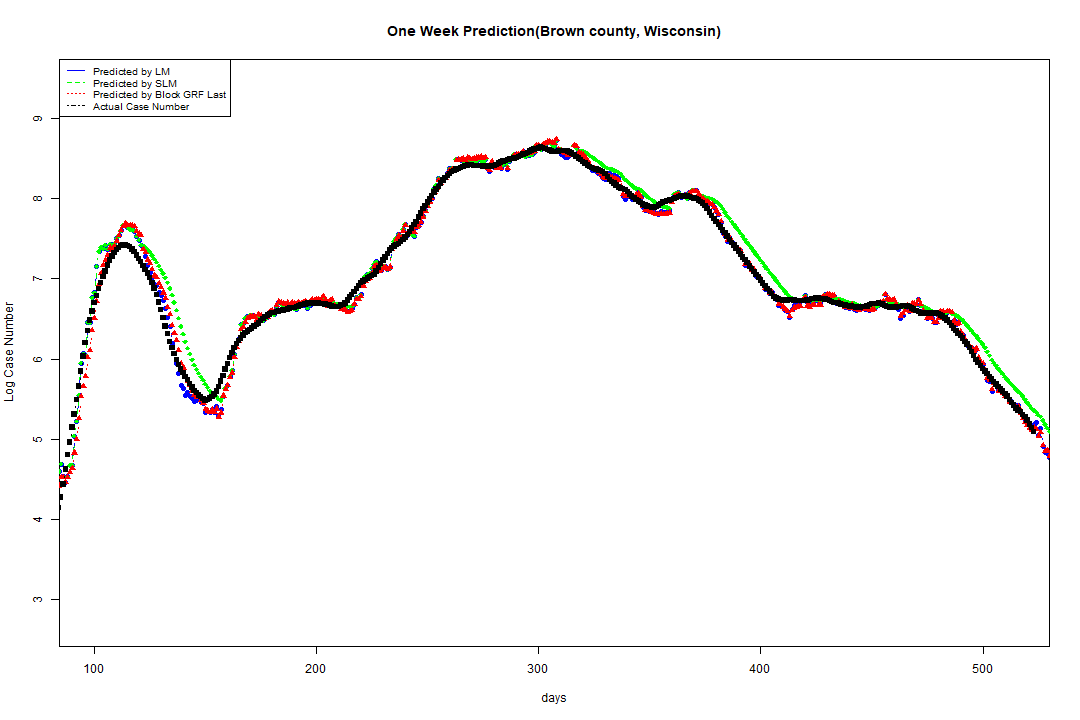 One Week Prediction(Brown county, Wisconsin)
Predicted by LM
Predicted by SLM
Predicted by Block GRF Last
Actual Case Number
Log Case Number
9
8
7
6
5
4
3
100 200 300 400 500
days